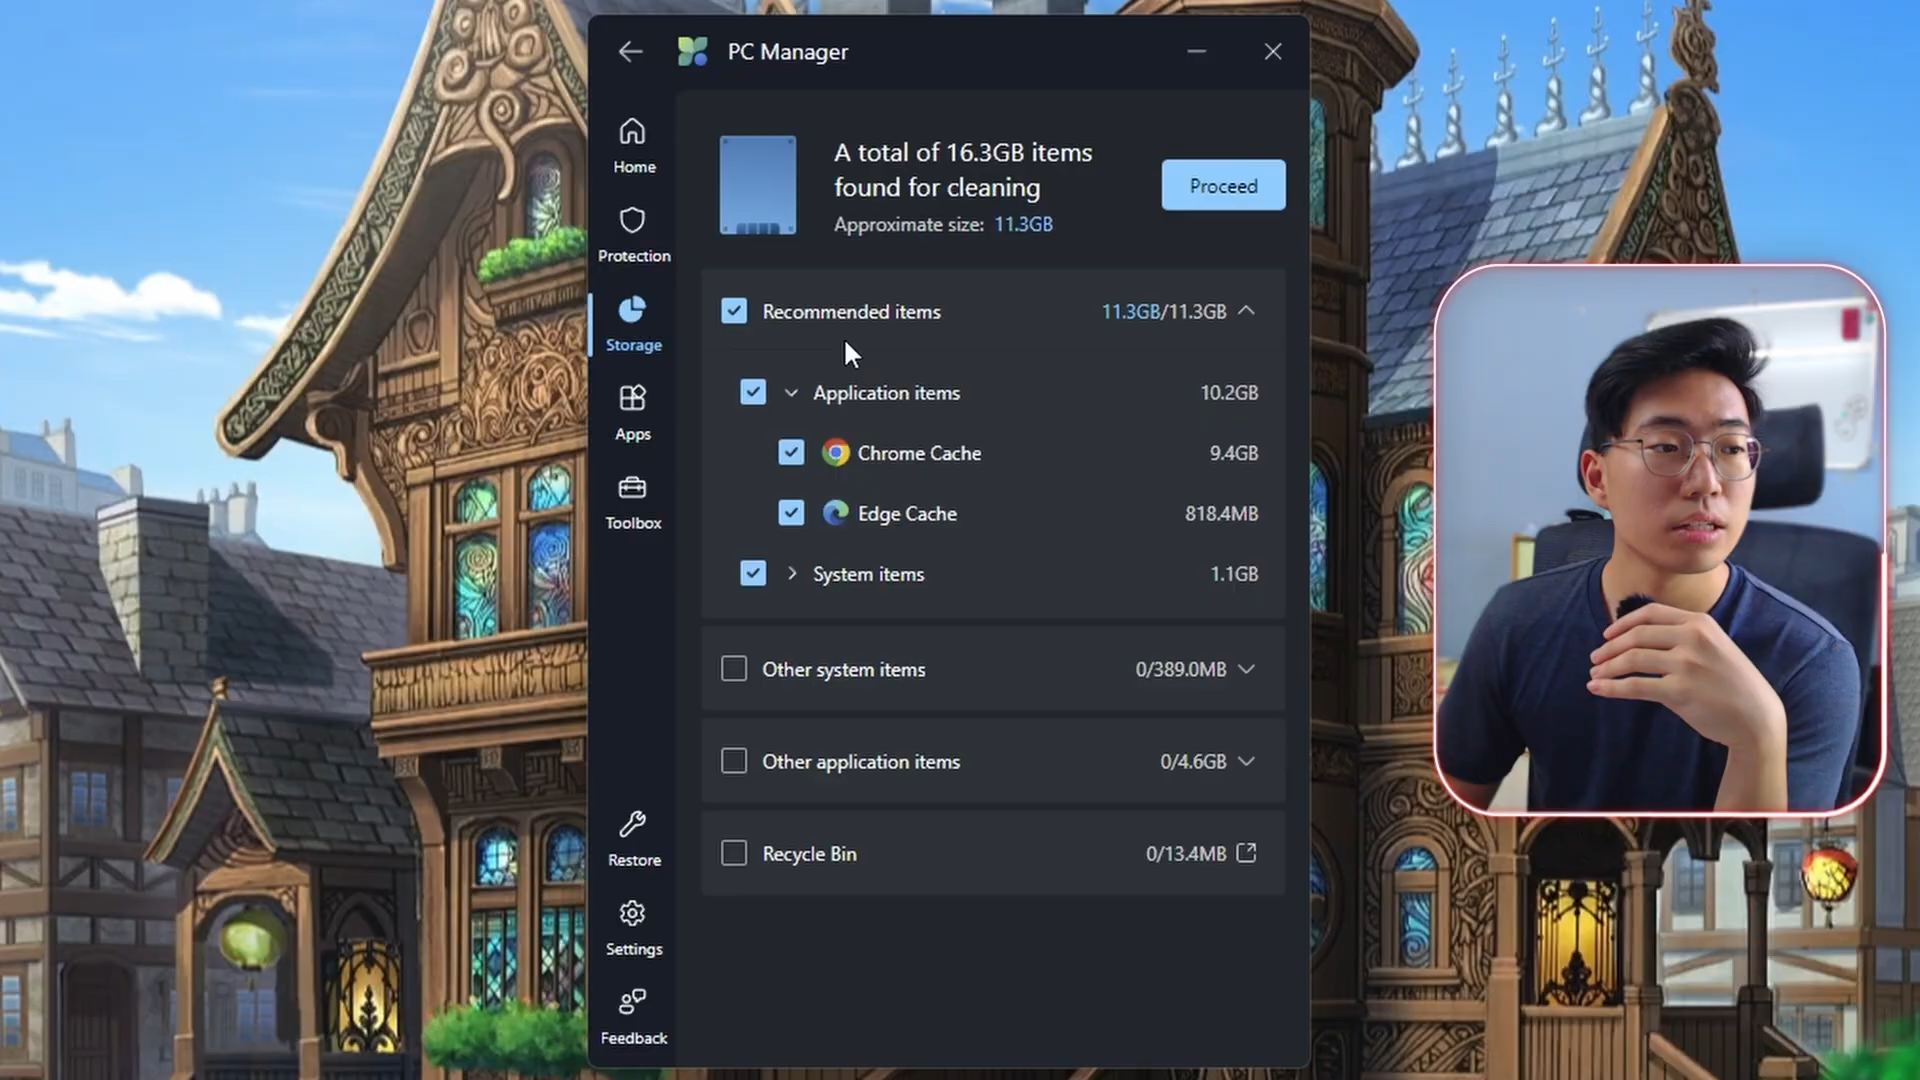 PC Manager
Home
Protection
Storage
Apps
Toolbox
Restore
Settings
Feedback
A total of 16.3GB items
found for cleaning
Approximate size: 11.3GB
Proceed
Recommended items 11.3GB/11.3GB
Application items 10.2GB
Chrome Cache 9.4GB
Edge Cache 818.4MB
System items 1.1GB
Other system items 0/389.0MB
Other application items 0/4.6GB
Recycle Bin 0/13.4MB